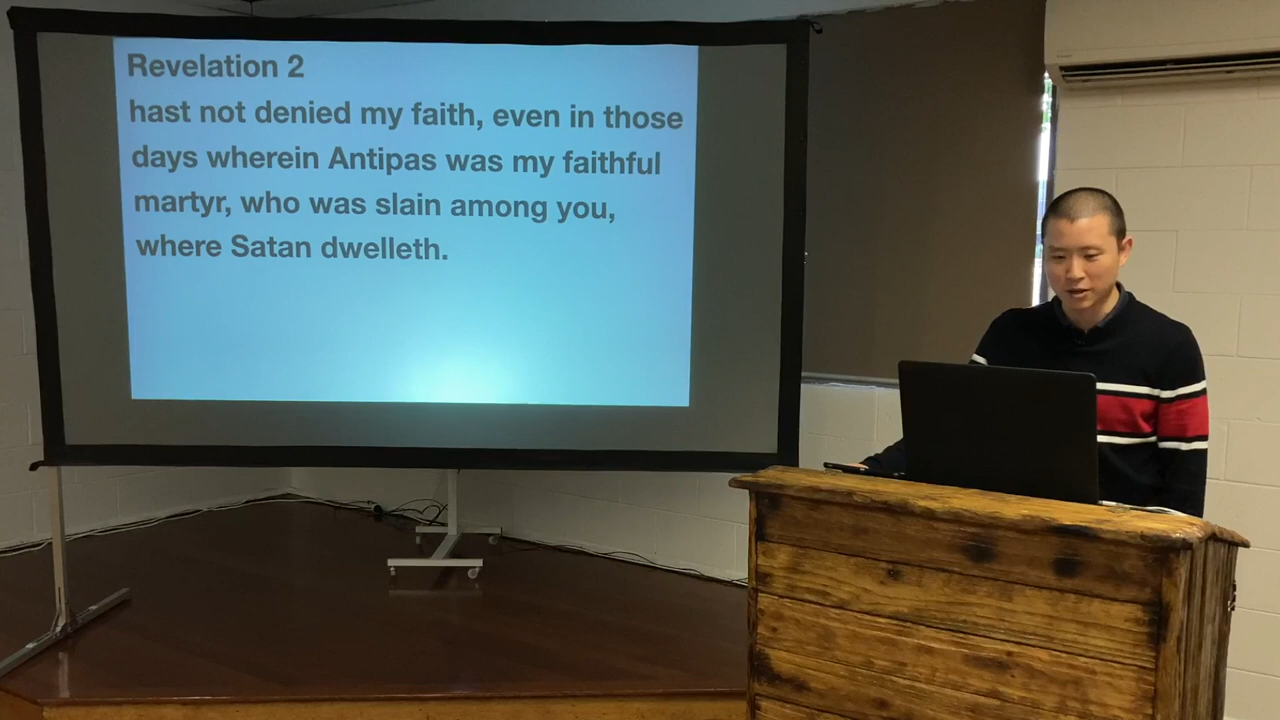 Revelation 2
hast not denied my faith, even in those
days wherein Antipas was my faithful
martyr, who was slain among you,
where Satan dwelleth.